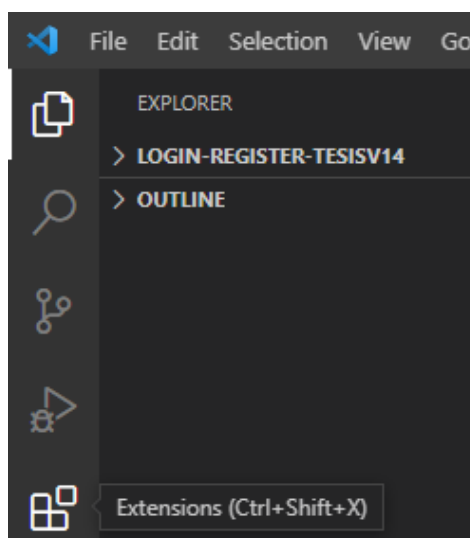 File Edit Selection View Go
EXPLORER
LOGIN-REGISTER-TESISV14
OUTLINE
Extensions (Ctrl+Shift+X)